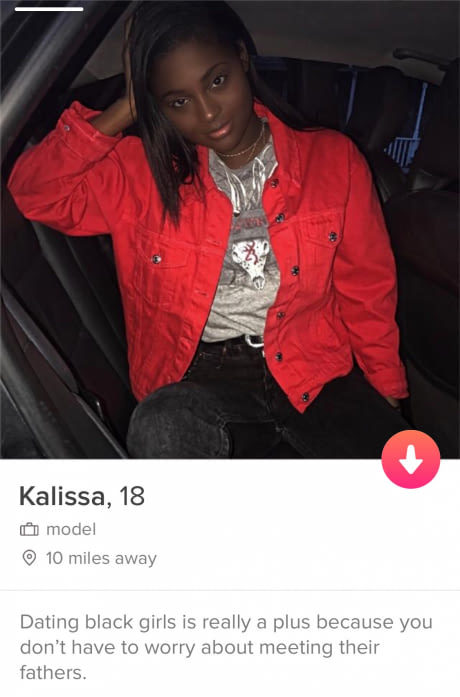 Kalissa, 18
model
10 miles away
Dating black girls is really a plus because you
don’t have to worry about meeting their
fathers.